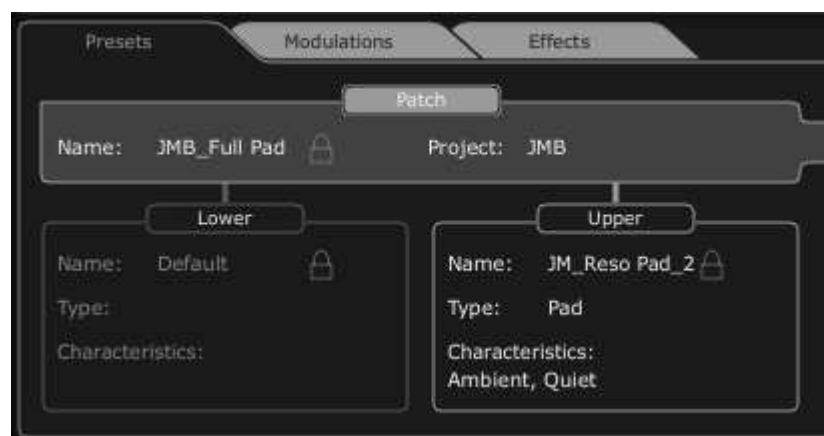 Presets Modulations Effects
Patch
Name: JMB_Full Pad Project: JMB
Lower
Name: Default
Type:
Characteristics:
Upper
Name: JM_Reso Pad_2
Type: Pad
Characteristics:
Ambient, Quiet